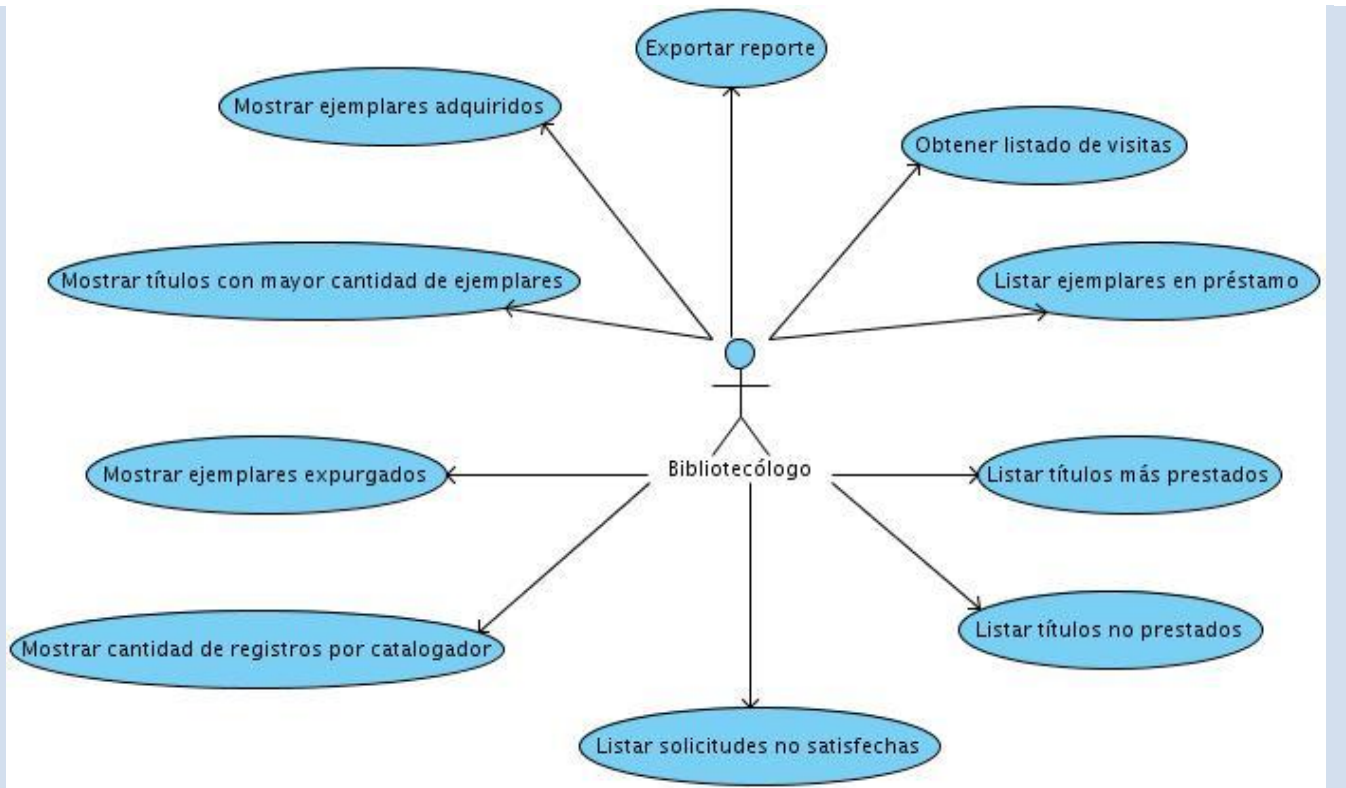 Exportar reporte
Mostrar ejemplares adquiridos
Obtener listado de visitas
Mostrar títulos con mayor cantidad de ejemplares
Listar ejemplares en préstamo
Mostrar ejemplares expurgados
Bibliotecólogo
Listar títulos más prestados
Mostrar cantidad de registros por catalogador
Listar títulos no prestados
Listar solicitudes no satisfechas